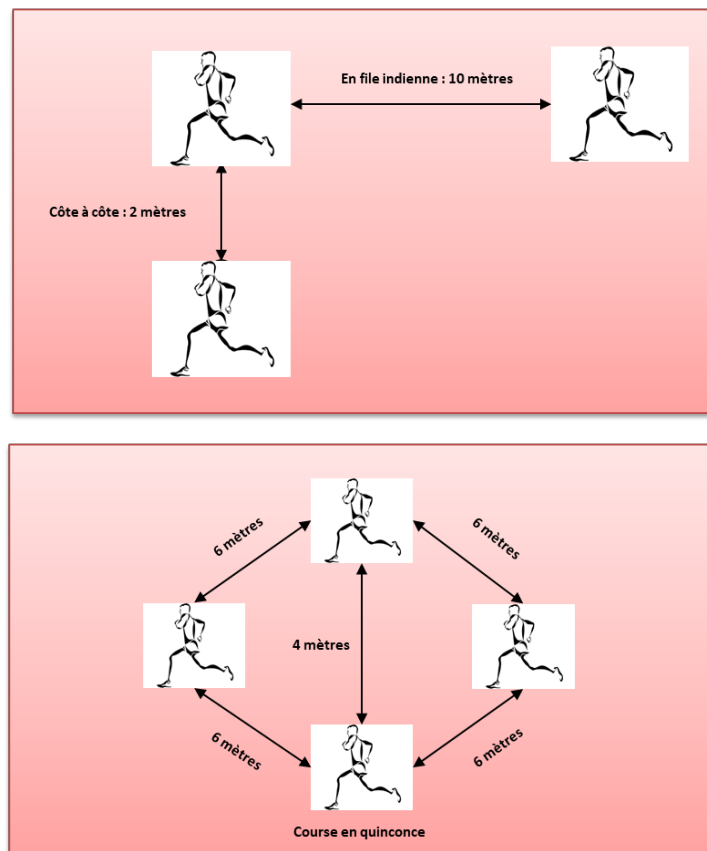 En file indienne : 10 mètres
Côte à côte : 2 mètres
6 mètres
6 mètres
4 mètres
6 mètres
6 mètres
Course en quinconce